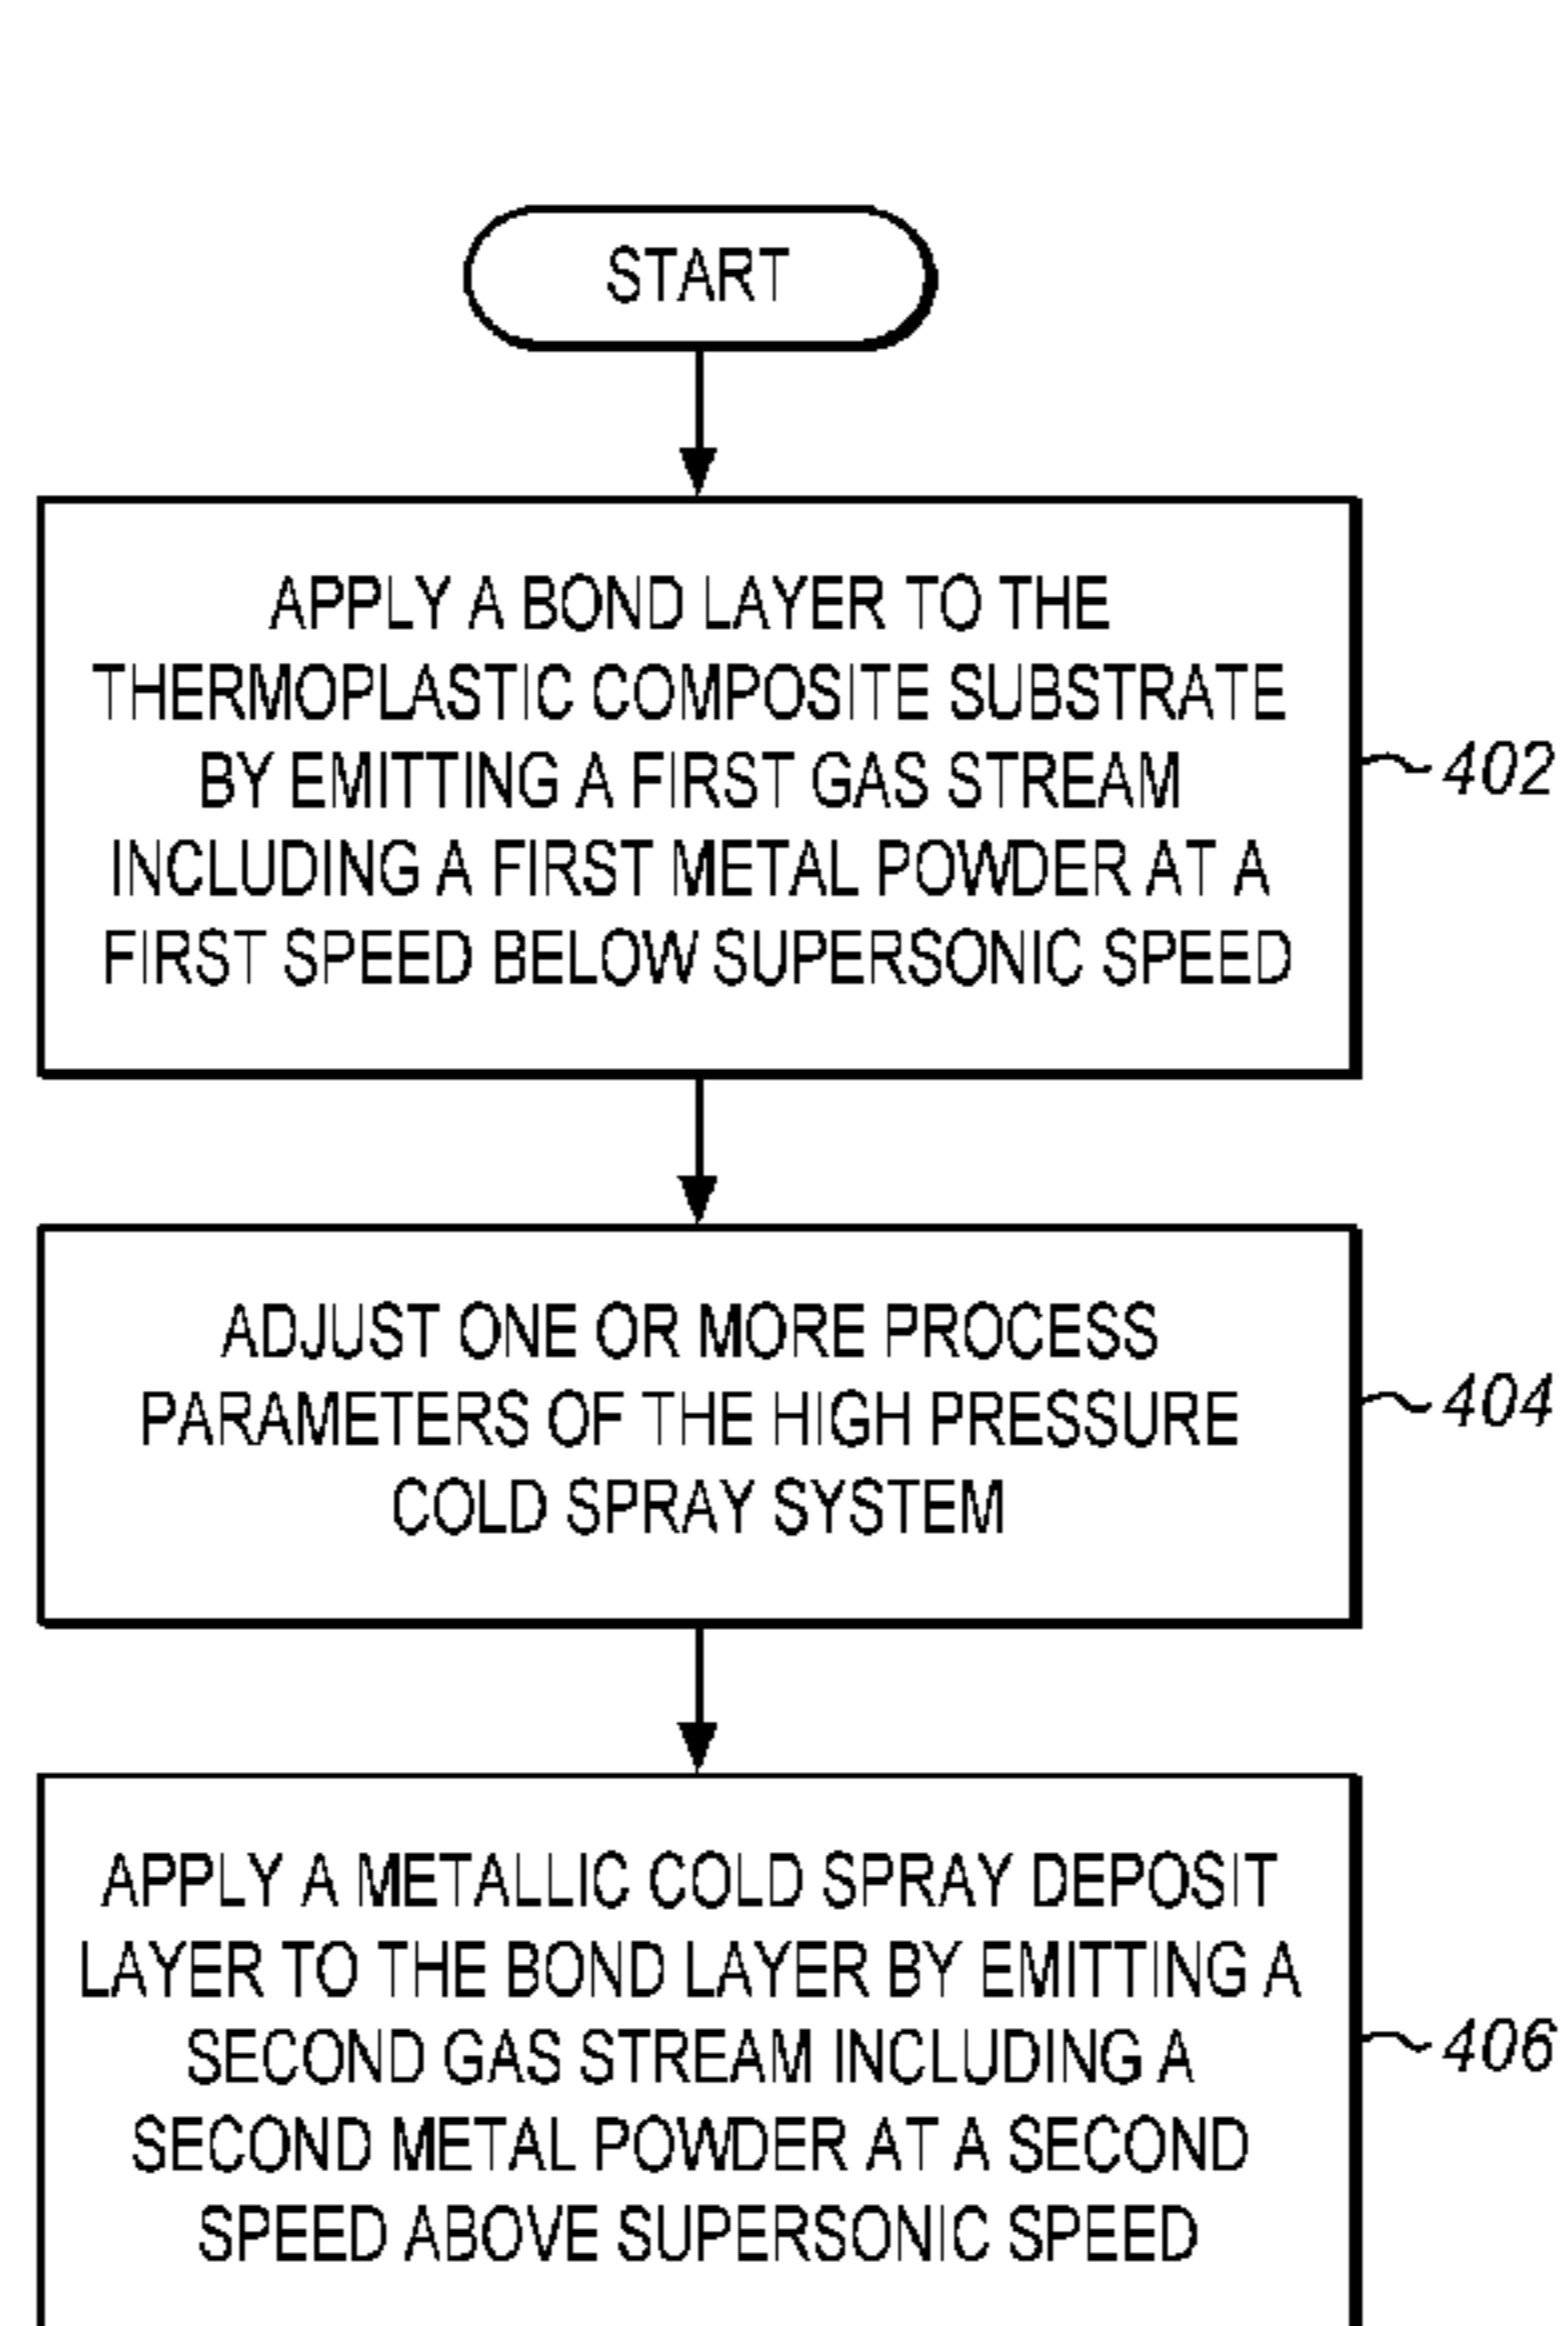 START
APPLY A BOND LAYER TO THE
THERMOPLASTIC COMPOSITE SUBSTRATE
BY EMITTING A FIRST GAS STREAM
INCLUDING A FIRST METAL POWDER AT A
FIRST SPEED BELOW SUPERSONIC SPEED
402
ADJUST ONE OR MORE PROCESS
PARAMETERS OF THE HIGH PRESSURE
COLD SPRAY SYSTEM
404
APPLY A METALLIC COLD SPRAY DEPOSIT
LAYER TO THE BOND LAYER BY EMITTING A
SECOND GAS STREAM INCLUDING A
SECOND METAL POWDER AT A SECOND
SPEED ABOVE SUPERSONIC SPEED
406